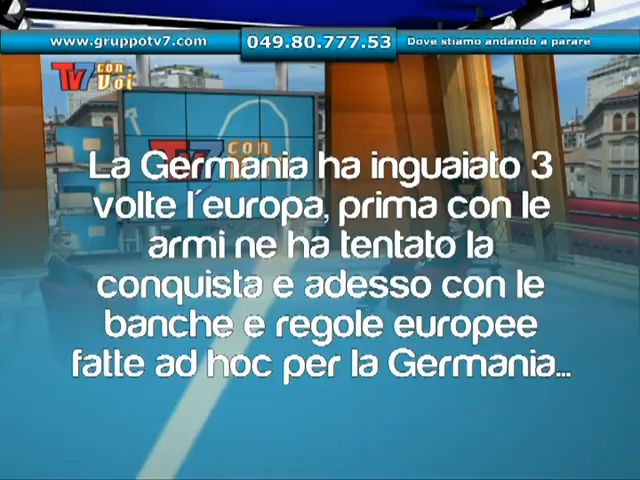 www.gruppotv7.com
049.80.777.53
Dove stiamo andando a parare
TV7 con Voi
TV7 con
La Germania ha inguaiato 3
volte l´europa, prima con le
armi ne ha tentato la
conquista e adesso con le
banche e regole europee
fatte ad hoc per la Germania...